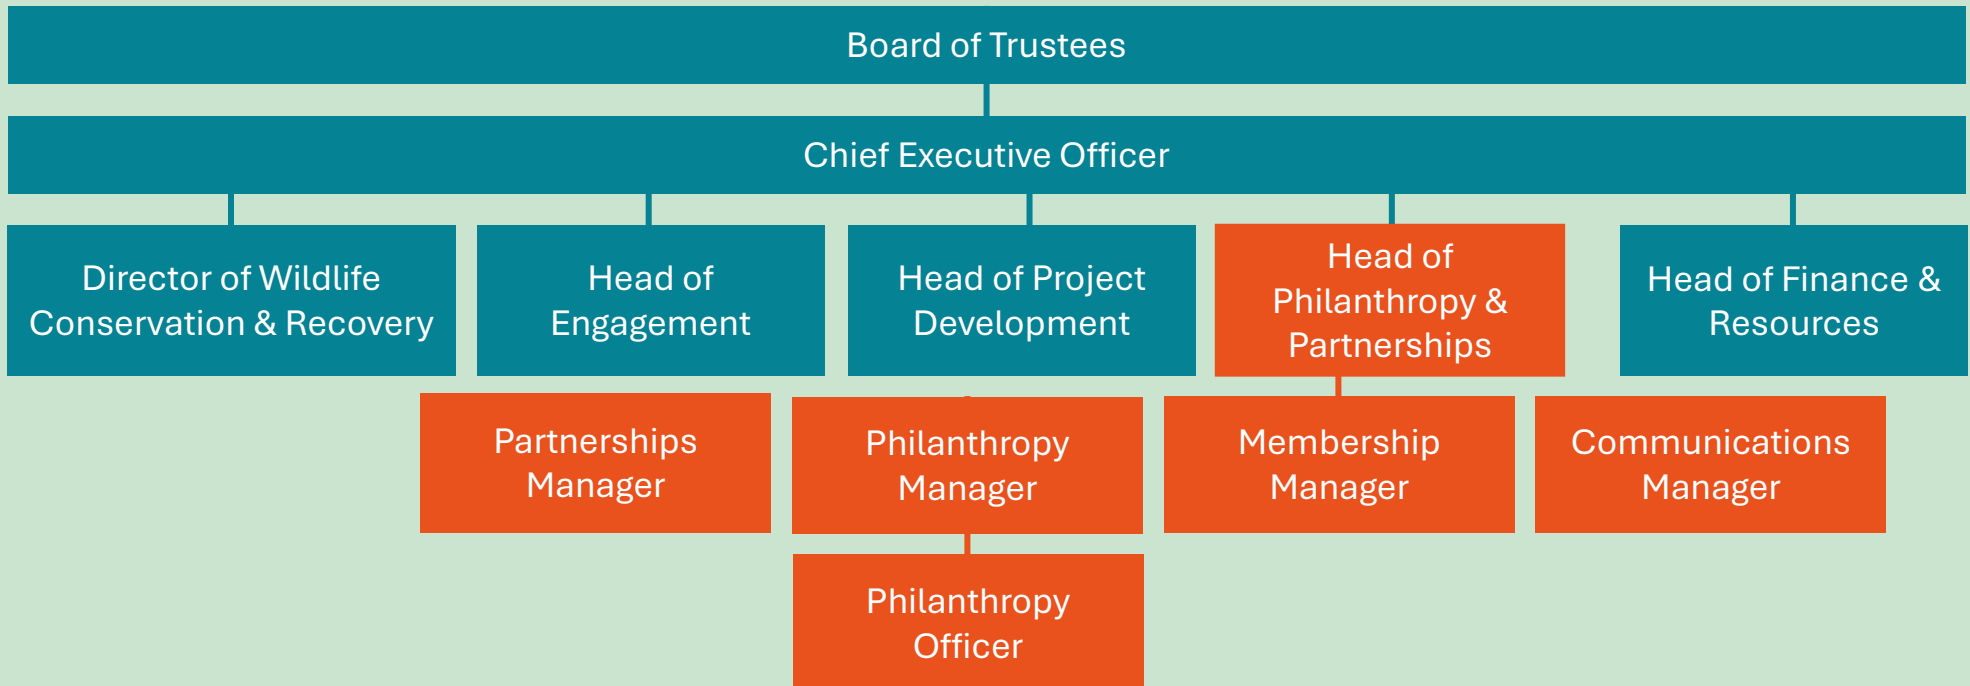 Board of Trustees
Chief Executive Officer
Director of Wildlife
Conservation & Recovery
Head of
Engagement
Head of Project
Development
Head of
Philanthropy &
Partnerships
Head of Finance &
Resources
Partnerships
Manager
Philanthropy
Manager
Membership
Manager
Communications
Manager
Philanthropy
Officer